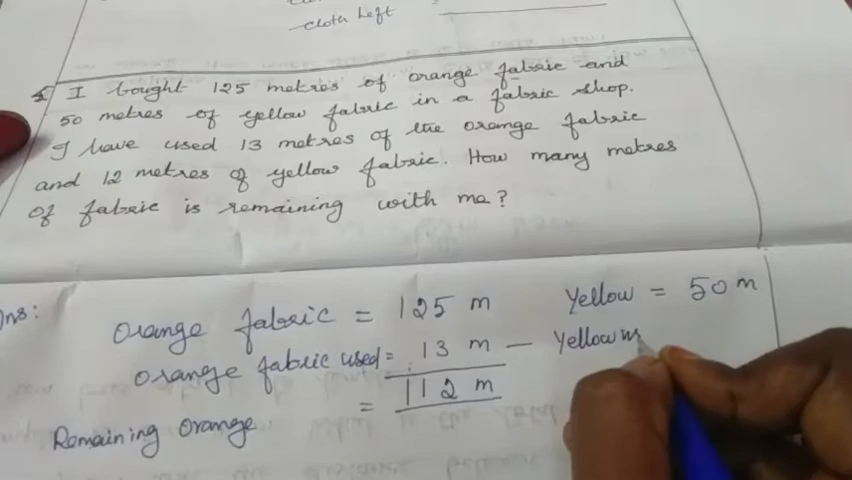 cloth left
I bought 125 metres of orange fabric and
50 metres of yellow fabric in a fabric shop.
I have used 13 metres of the orange fabric
and 12 metres of yellow fabric. How many metres
of fabric is remaining with me?
Ans:
Orange fabric = 125 m
Yellow = 50 m
Orange fabric used = 13 m —
Yellow us
Remaining Orange = 112 m